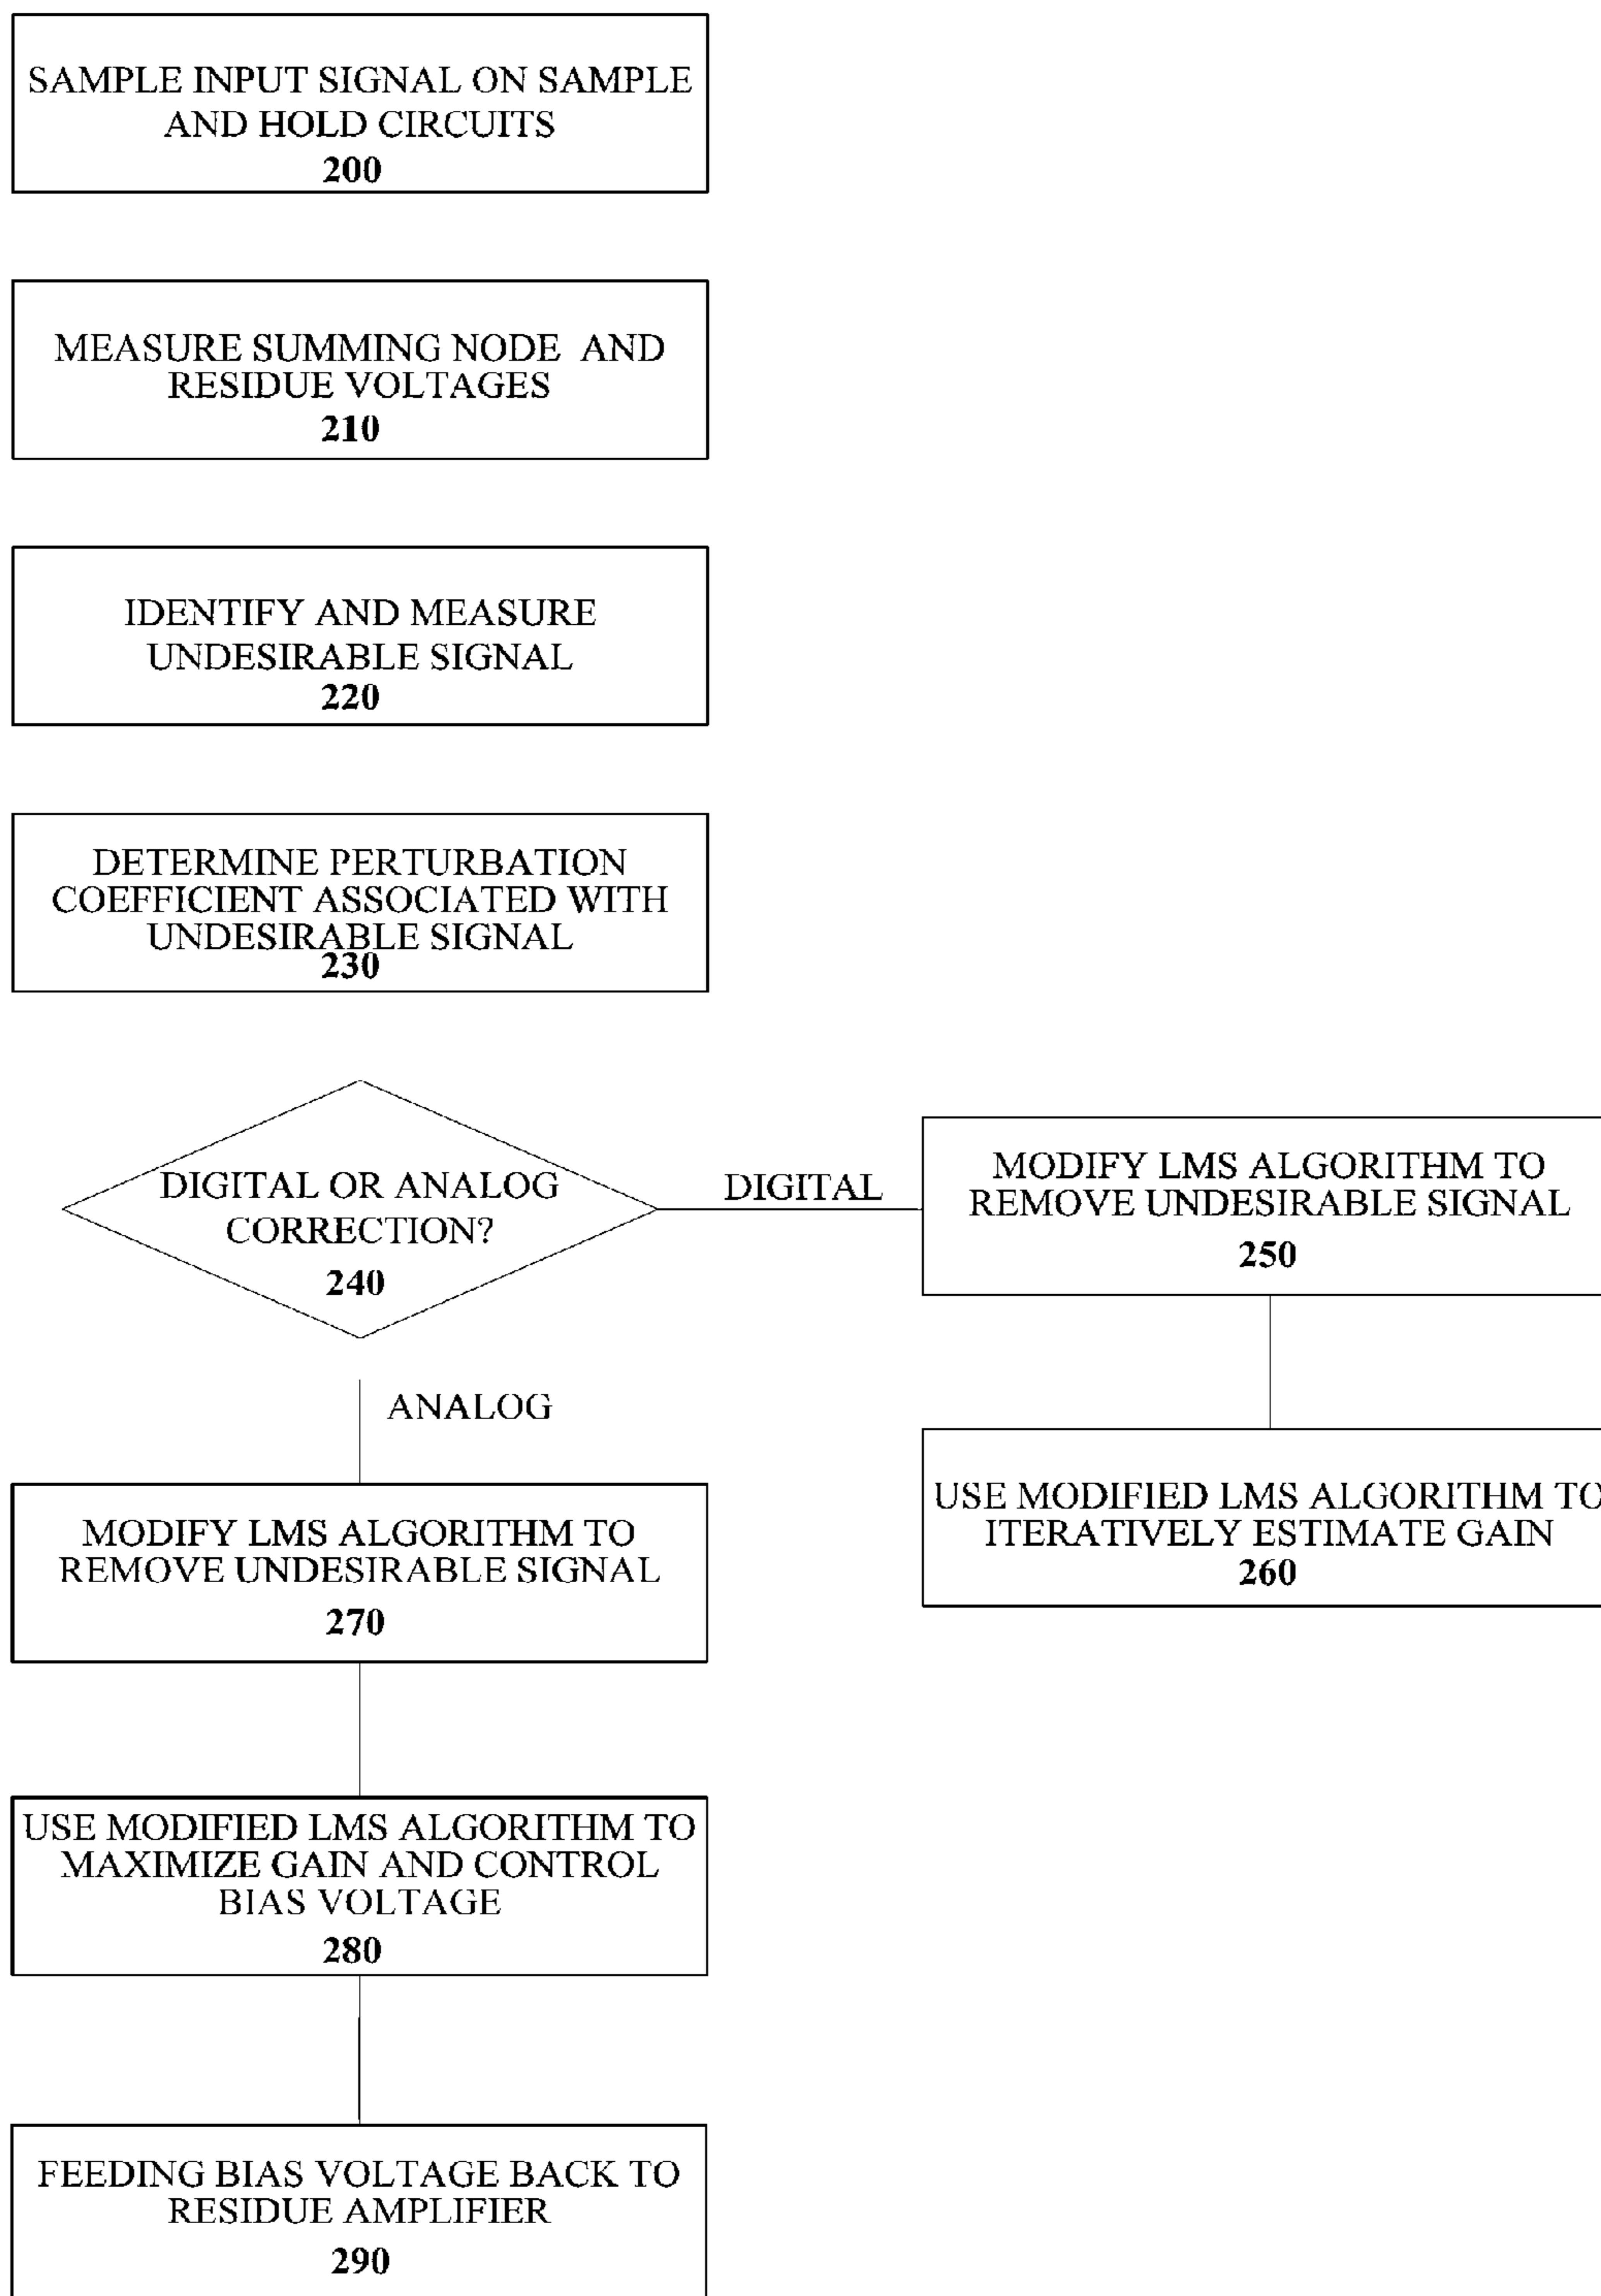 SAMPLE INPUT SIGNAL ON SAMPLE
AND HOLD CIRCUITS
200
MEASURE SUMMING NODE AND
RESIDUE VOLTAGES
210
IDENTIFY AND MEASURE
UNDESIRABLE SIGNAL
220
DETERMINE PERTURBATION
COEFFICIENT ASSOCIATED WITH
UNDESIRABLE SIGNAL
230
DIGITAL OR ANALOG
CORRECTION?
240
DIGITAL
MODIFY LMS ALGORITHM TO
REMOVE UNDESIRABLE SIGNAL
250
USE MODIFIED LMS ALGORITHM TO
ITERATIVELY ESTIMATE GAIN
260
ANALOG
MODIFY LMS ALGORITHM TO
REMOVE UNDESIRABLE SIGNAL
270
USE MODIFIED LMS ALGORITHM TO
MAXIMIZE GAIN AND CONTROL
BIAS VOLTAGE
280
FEEDING BIAS VOLTAGE BACK TO
RESIDUE AMPLIFIER
290